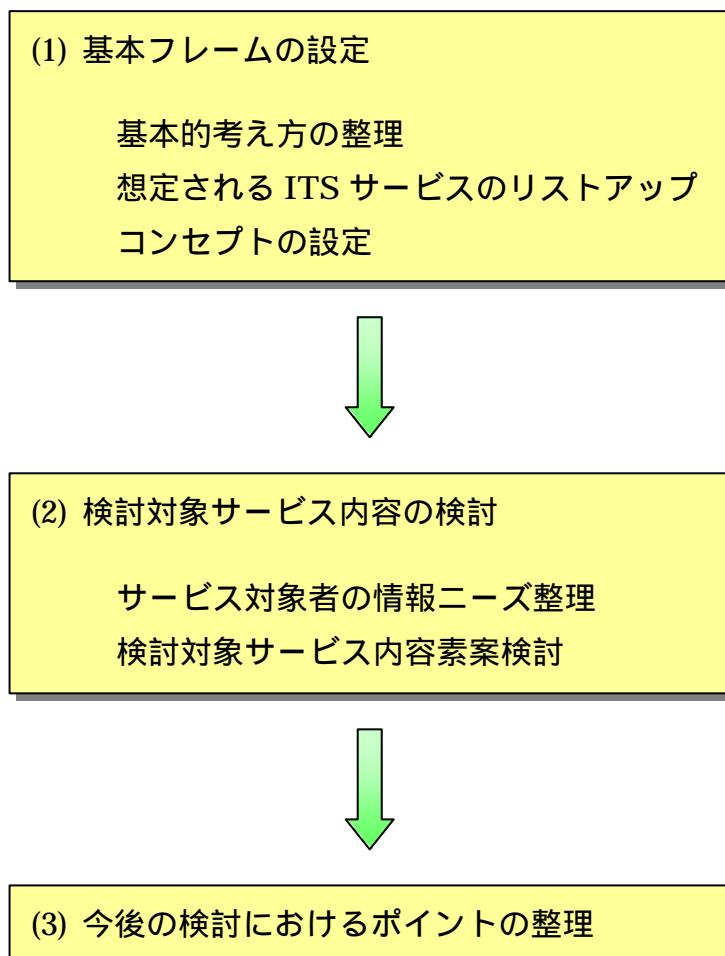 (1) 基本フレームの設定
基本的考え方の整理
想定される ITS サービスのリストアップ
コンセプトの設定
(2) 検討対象サービス内容の検討
サービス対象者の情報ニーズ整理
検討対象サービス内容素案検討
(3) 今後の検討におけるポイントの整理